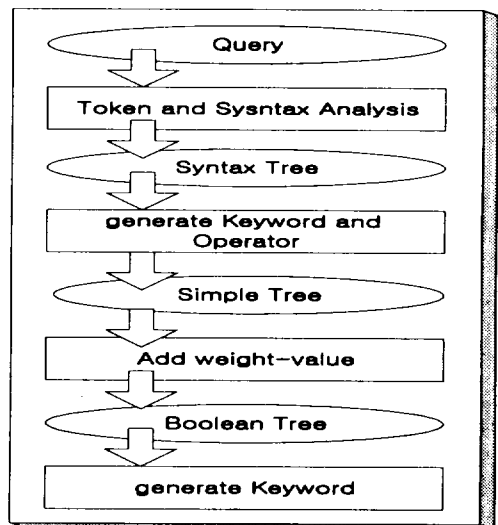 Query
Token and Sysntax Analysis
Syntax Tree
generate Keyword and
Operator
Simple Tree
Add weight-value
Boolean Tree
generate Keyword